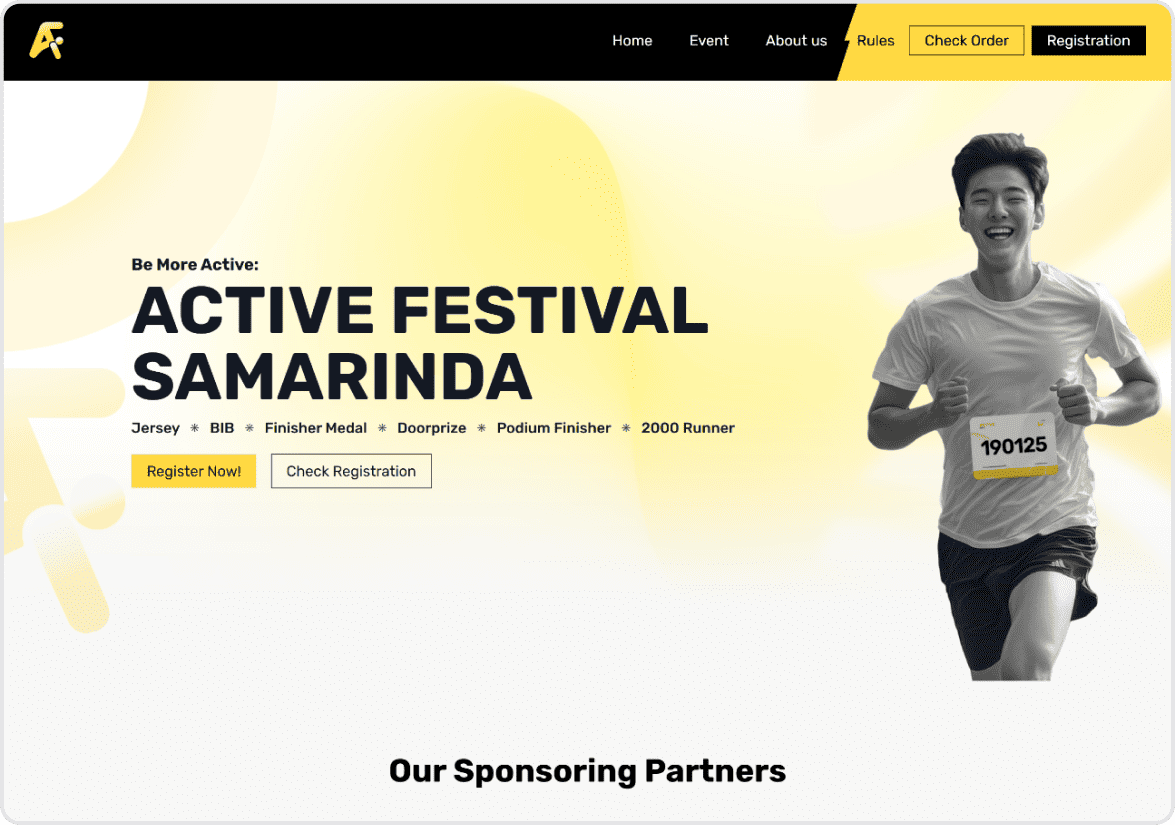 Home Event About us Rules Check Order Registration
Be More Active:
ACTIVE FESTIVAL
SAMARINDA
Jersey ✳ BIB ✳ Finisher Medal ✳ Doorprize ✳ Podium Finisher ✳ 2000 Runner
Register Now! Check Registration
190125
Our Sponsoring Partners